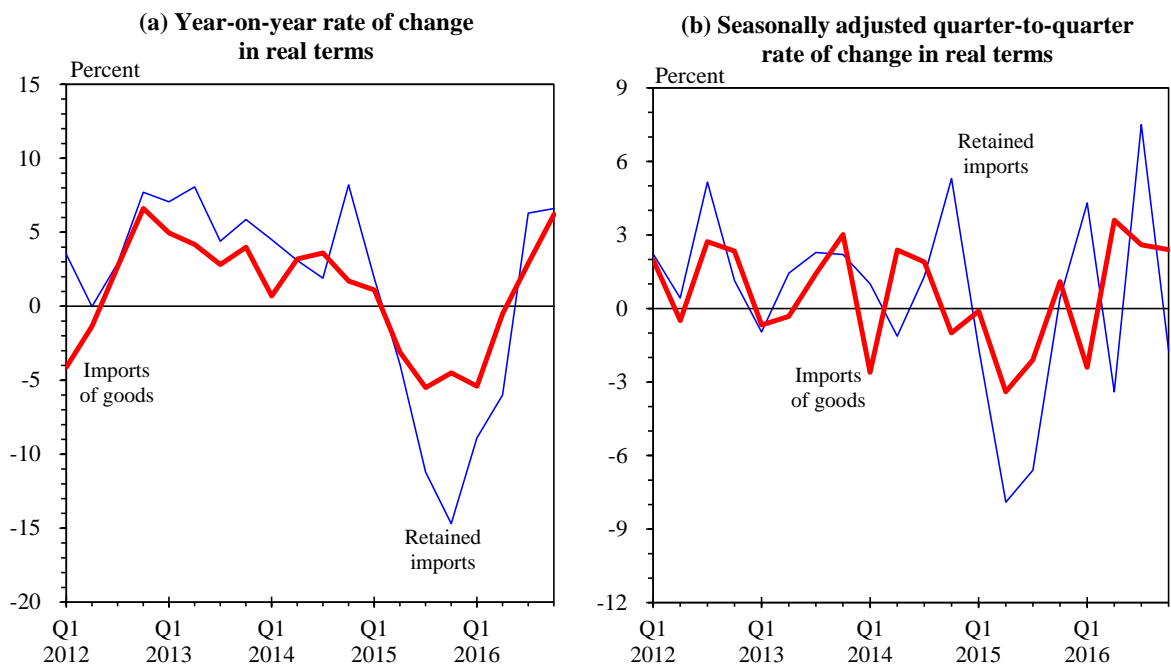 (a) Year-on-year rate of change
in real terms
Percent
15
10
5
0
-5
-10
-15
-20
Imports
of goods
Retained
imports
Q1
2012
Q1
2013
Q1
2014
Q1
2015
Q1
2016
(b) Seasonally adjusted quarter-to-quarter
rate of change in real terms
Percent
9
6
3
0
-3
-6
-9
-12
Retained
imports
Imports
of goods
Q1
2012
Q1
2013
Q1
2014
Q1
2015
Q1
2016